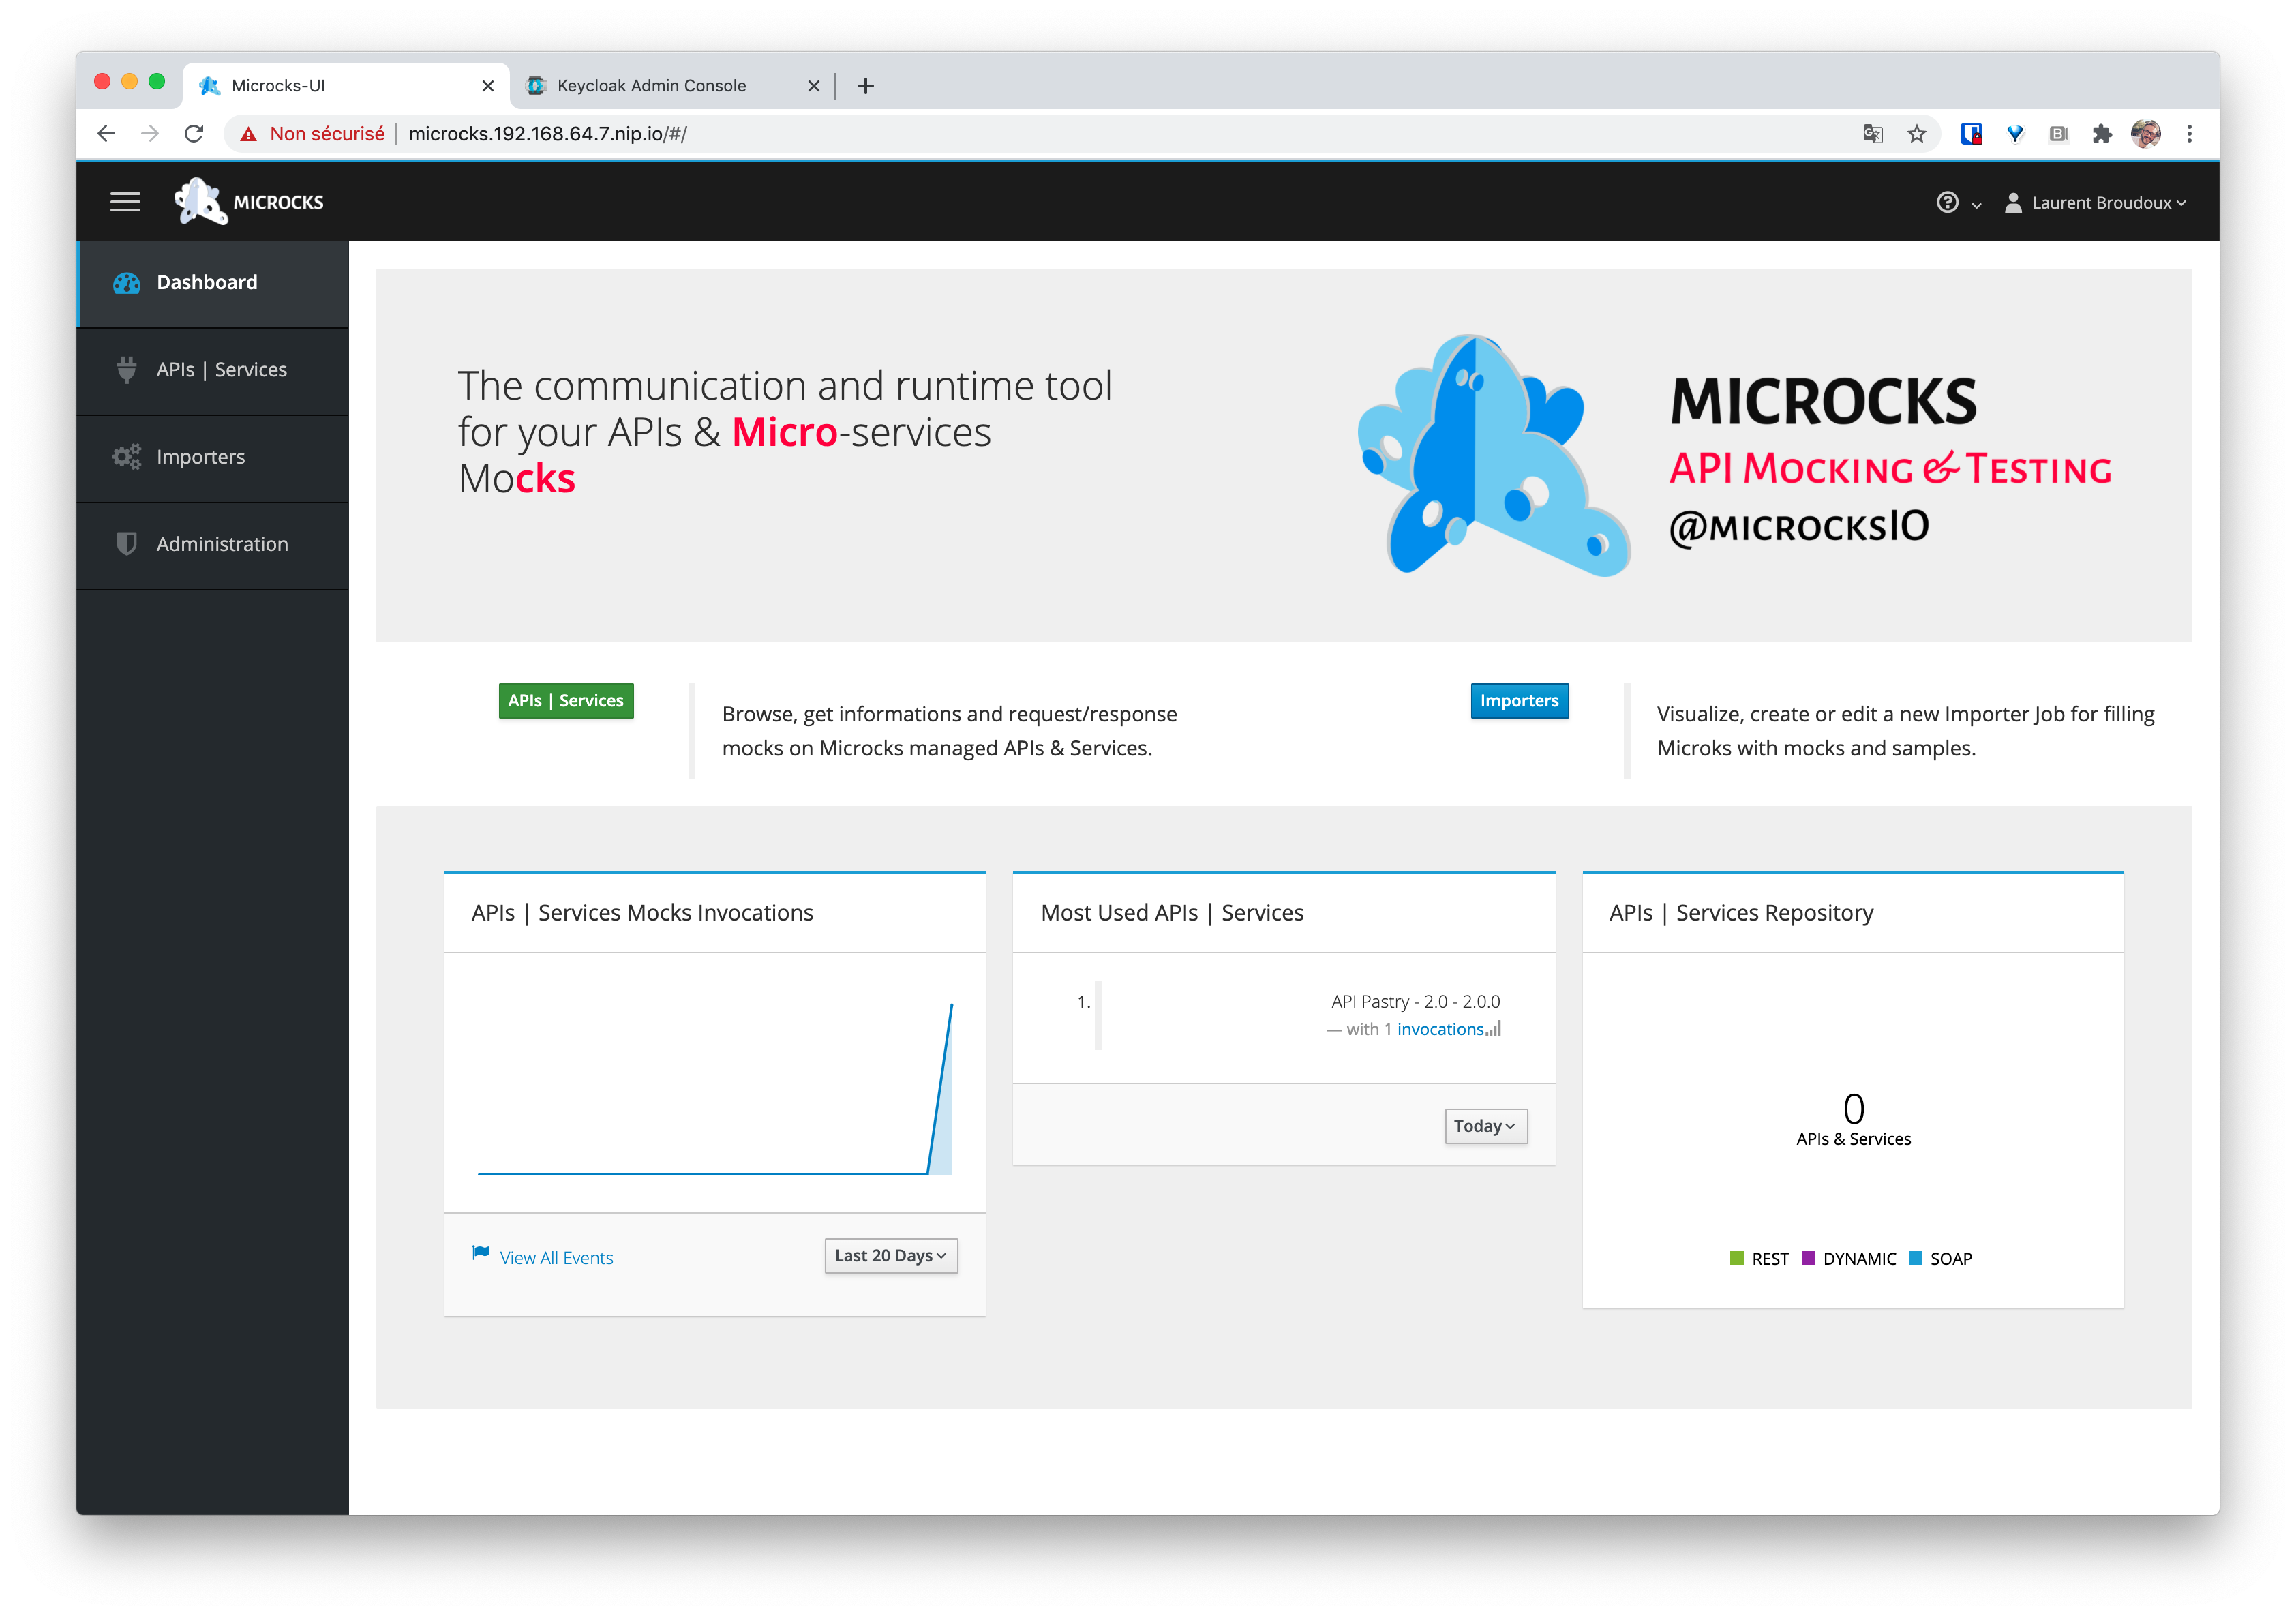 Microcks-UI
Keycloak Admin Console
Non sécurisé
microcks.192.168.64.7.nip.io/#/
MICROCKS
Laurent Broudoux
Dashboard
APIs | Services
Importers
Administration
The communication and runtime tool
for your APIs & Micro-services
Mocks
MICROCKS
API Mocking & Testing
@microcksIO
APIs | Services
Browse, get informations and request/response
mocks on Microcks managed APIs & Services.
Importers
Visualize, create or edit a new Importer Job for filling
Microks with mocks and samples.
APIs | Services Mocks Invocations
View All Events
Last 20 Days
Most Used APIs | Services
1.
API Pastry - 2.0 - 2.0.0
— with 1 invocations
Today
APIs | Services Repository
0
APIs & Services
REST DYNAMIC SOAP